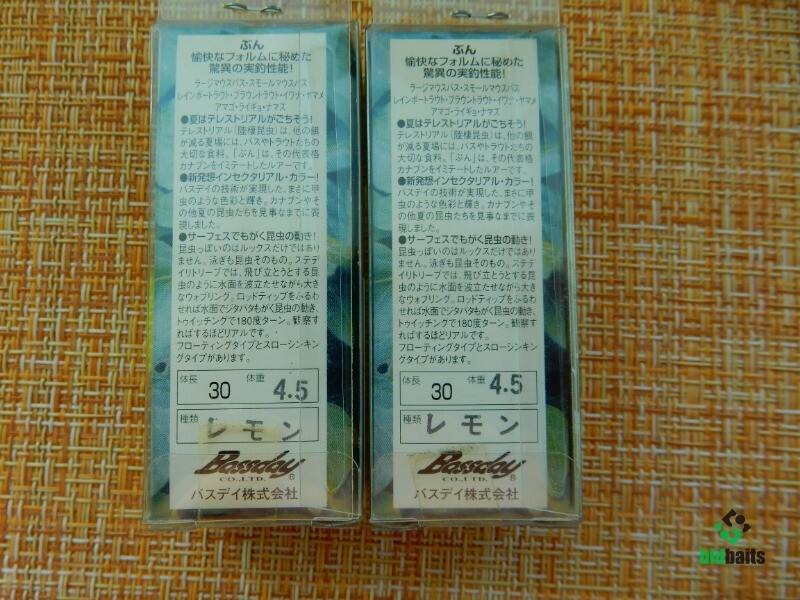 ぶん
愉快なフォルムに秘めた
驚異の実釣性能!
ラージマウスバス・スモールマウスバス
レインボートラウト・ブラウントラウト・イワナ・ヤマメ
アマゴ・ライギョ・ナマズ
●夏はテレストリアルがごちそう!
テレストリアル(陸棲昆虫)は、他の餌
が減る夏場には、バスやトラウトたちの
大切な食料。「ぶん」は、その代表格
カナブンをイミテートしたルアーです。
●新発想インセクタリアル・カラー!
バスデイの技術が実現した、まさに甲
虫のような色彩と輝き。カナブンやそ
の他夏の昆虫たちを見事なまでに表
現しました。
●サーフェスでもがく昆虫の動き!
昆虫っぽいのはルックスだけではあり
ません。泳ぎも昆虫そのもの。ステデ
ィリトリーブでは、飛び立とうとする昆
虫のように水面を波立たせながら大き
なウォブリング。ロッドティップをふるわ
せれば水面でジタバタもがく昆虫の動き、
トゥイッチングで180度ターン。観察す
ればするほどリアルです。
フローティングタイプとスローシンキン
グタイプがあります。
体長 30 体重 4.5
種類 レモン
Bassday
CO.,LTD. ®
バスデイ株式会社
ぶん
愉快なフォルムに秘めた
驚異の実釣性能!
ラージマウスバス・スモールマウスバス
レインボートラウト・ブラウントラウト・イワナ・ヤマメ
アマゴ・ライギョ・ナマズ
●夏はテレストリアルがごちそう!
テレストリアル(陸棲昆虫)は、他の餌
が減る夏場には、バスやトラウトたちの
大切な食料。「ぶん」は、その代表格
カナブンをイミテートしたルアーです。
●新発想インセクタリアル・カラー!
バスデイの技術が実現した、まさに甲
虫のような色彩と輝き。カナブンやそ
の他夏の昆虫たちを見事なまでに表
現しました。
●サーフェスでもがく昆虫の動き!
昆虫っぽいのはルックスだけではあり
ません。泳ぎも昆虫そのもの。ステデ
ィリトリーブでは、飛び立とうとする昆
虫のように水面を波立たせながら大き
なウォブリング。ロッドティップをふるわ
せれば水面でジタバタもがく昆虫の動き、
トゥイッチングで180度ターン。観察す
ればするほどリアルです。
フローティングタイプとスローシンキン
グタイプがあります。
体長 30 体重 4.5
種類 レモン
Bassday
CO.,LTD. ®
バスデイ株式会社